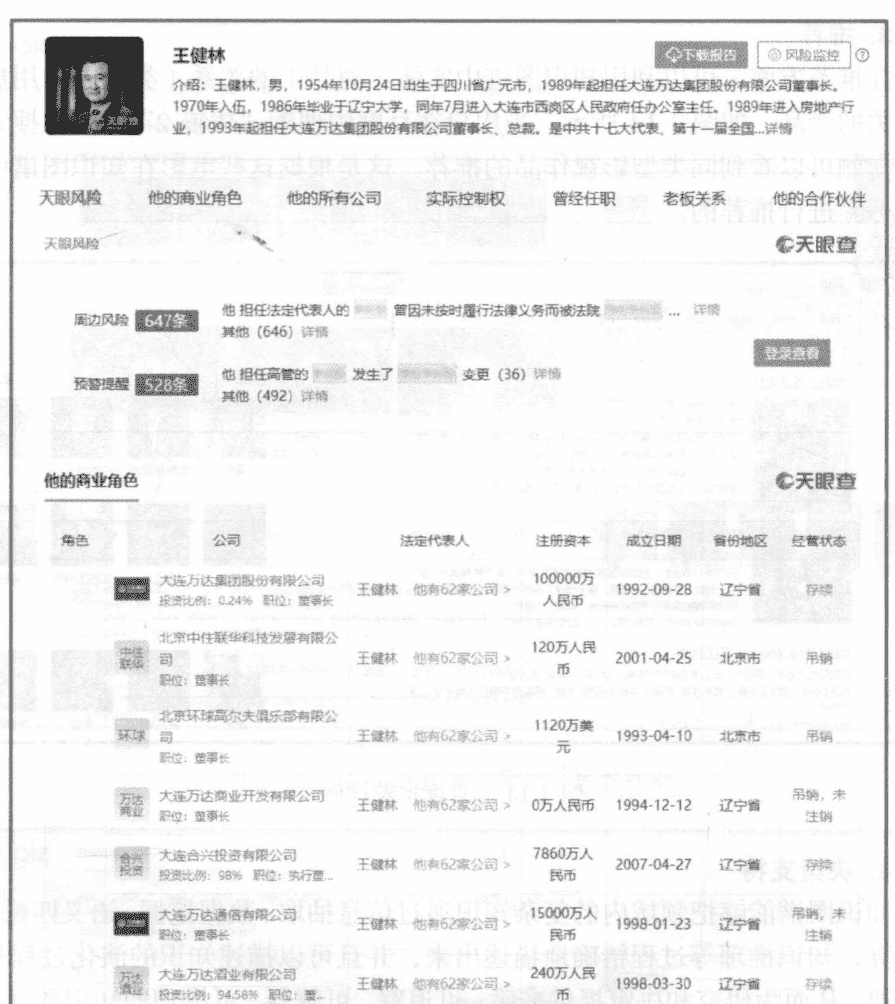 王健林
下载报告
风险监控
介绍：王健林，男，1954年10月24日出生于四川省广元市，1989年起担任大连万达集团股份有限公司董事长。
1970年入伍，1986年毕业于辽宁大学，同年7月进入大连市西岗区人民政府任办公室主任。1989年进入房地产行
业，1993年起担任大连万达集团股份有限公司董事长、总裁。是中共十七大代表、第十一届全国...详情
天眼风险 他的商业角色 他的所有公司 实际控制权 曾经任职 老板关系 他的合作伙伴
天眼风险
天眼查
周边风险 647条
他 担任法定代表人的 曾因未按时履行法律义务而被法院 ... 详情
其他（646）详情
登录查看
预警提醒 528条
他 担任高管的 发生了 变更（36）详情
其他（492）详情
他的商业角色
天眼查
角色 公司 法定代表人 注册资本 成立日期 省份地区 经营状态
大连万达集团股份有限公司
投资比例：0.24% 职位：董事长
王健林 他有62家公司 >
100000万
人民币
1992-09-28 辽宁省 存续
中住
联华
北京中住联华科技发展有限公
司
职位：董事长
王健林 他有62家公司 >
120万人民
币
2001-04-25 北京市 吊销
环球
北京环球高尔夫俱乐部有限公
司
职位：董事长
王健林 他有62家公司 >
1120万美
元
1993-04-10 北京市 吊销
万达
商业
大连万达商业开发有限公司
职位：董事长
王健林 他有62家公司 >
0万人民币 1994-12-12 辽宁省
吊销，未
注销
合兴
投资
大连合兴投资有限公司
投资比例：98% 职位：执行董...
王健林 他有62家公司 >
7860万人
民币
2007-04-27 辽宁省 存续
大连万达通信有限公司
职位：董事长
王健林 他有62家公司 >
15000万人
民币
1998-01-23 辽宁省
吊销，未
注销
万达
酒业
大连万达酒业有限公司
投资比例：94.58% 职位：董...
王健林 他有62家公司 >
240万人民
币
1998-03-30 辽宁省 存续